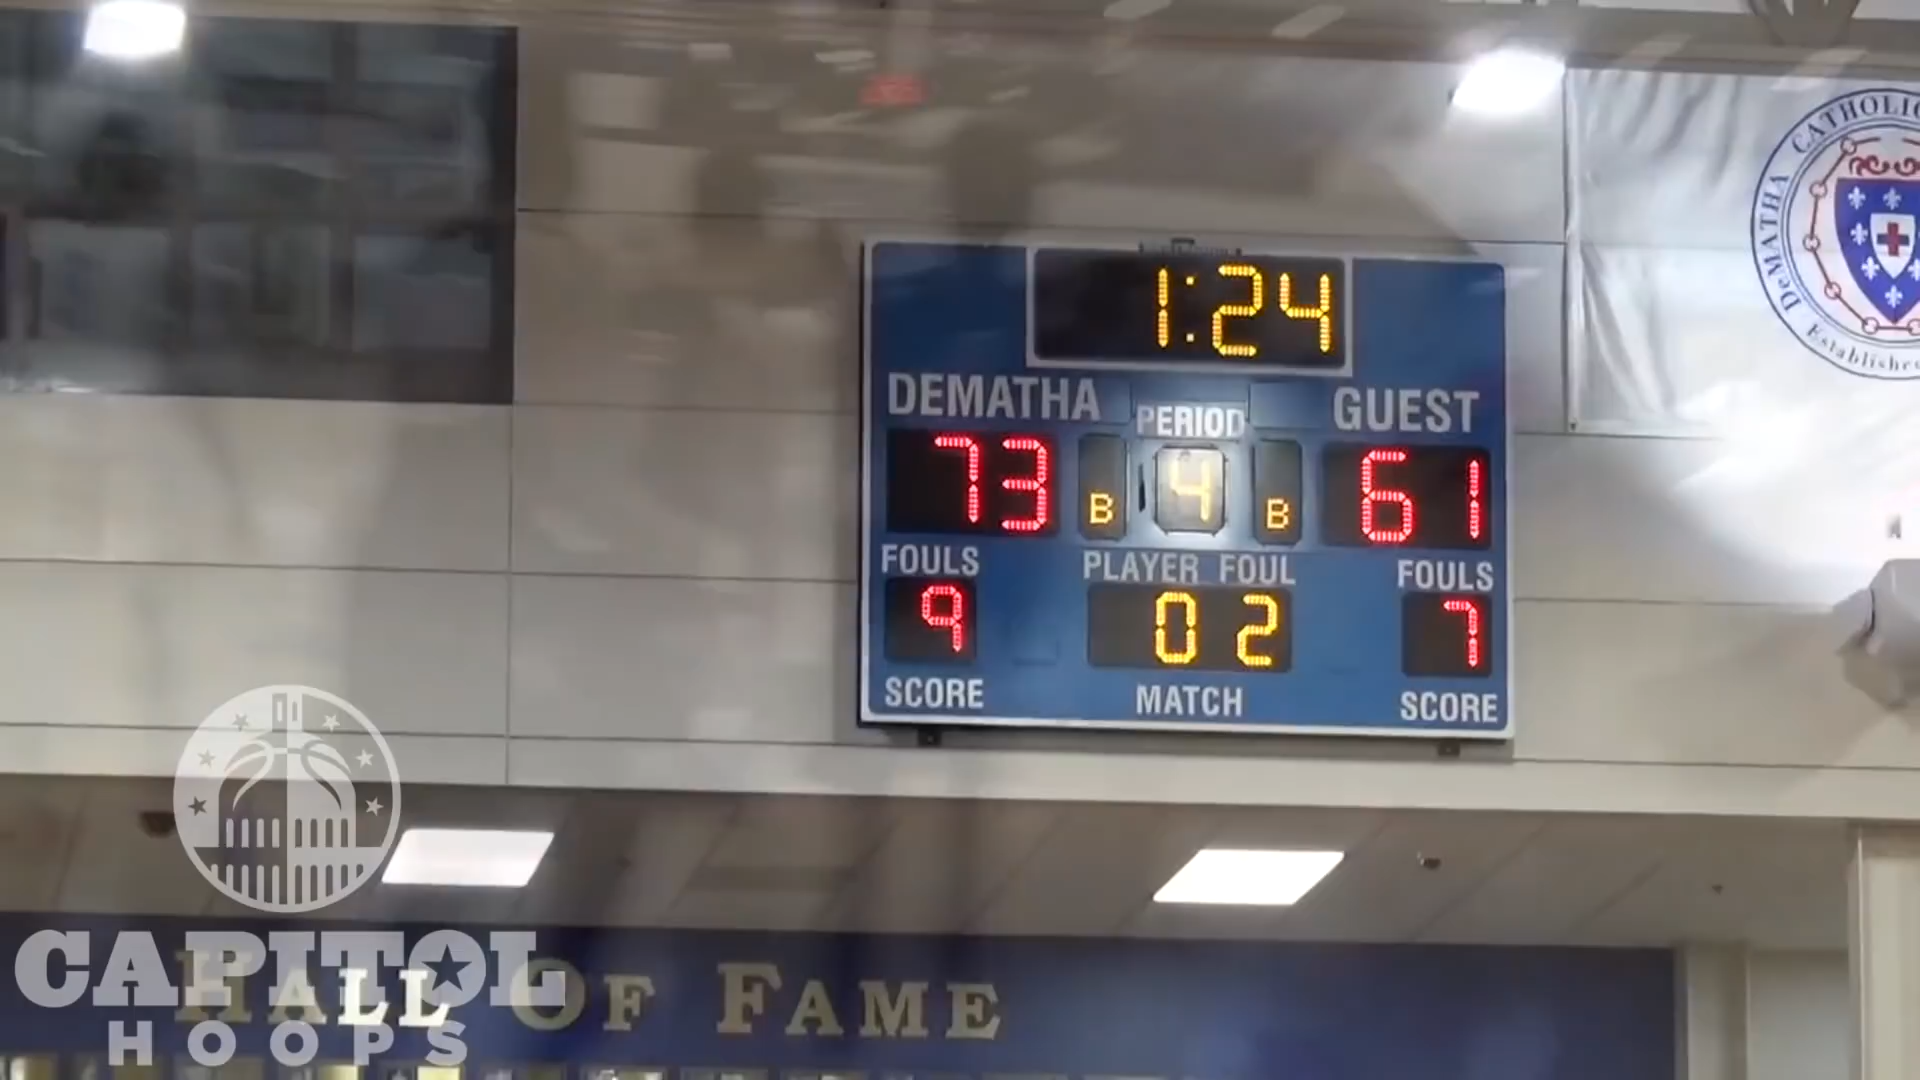 1:24
DEMATHA PERIOD GUEST
73 B 4 B 61
FOULS PLAYER FOUL FOULS
9 0 2 7
SCORE MATCH SCORE
DeMATHA CATHOLIC
Established
CAPITOL
HOOPS
HALL OF FAME